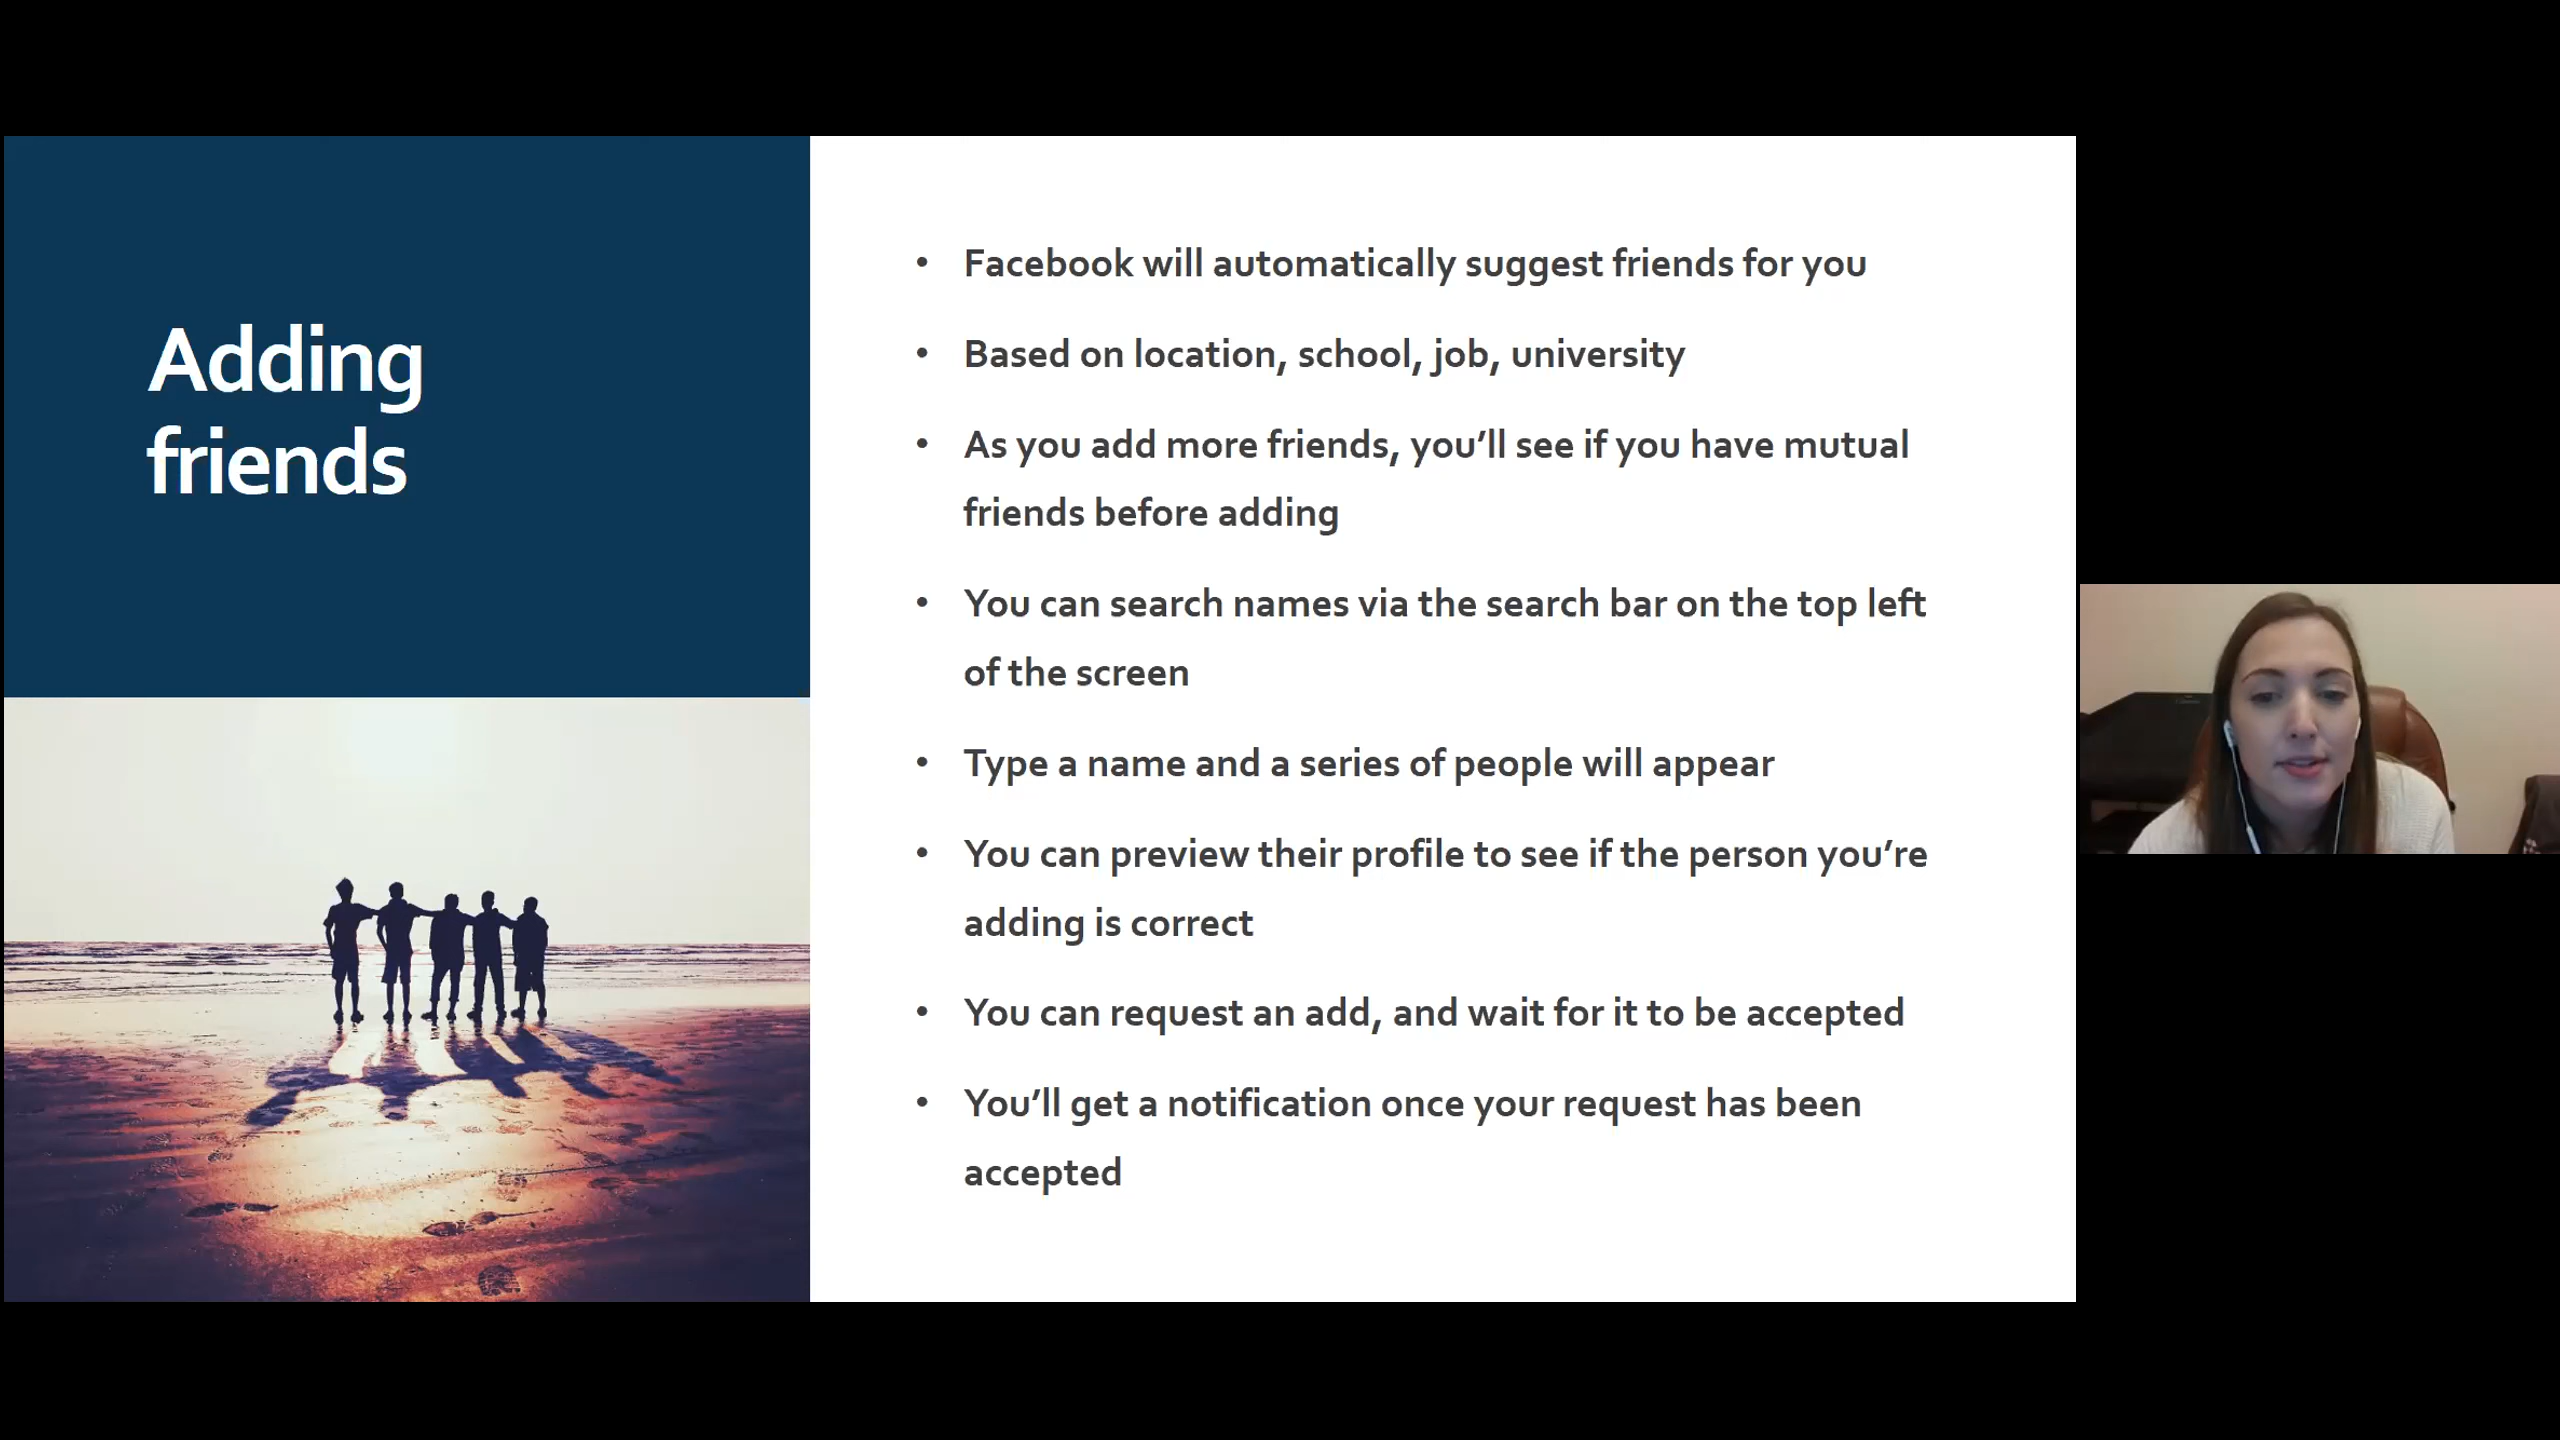 Adding
friends
• Facebook will automatically suggest friends for you
• Based on location, school, job, university
• As you add more friends, you’ll see if you have mutual
friends before adding
• You can search names via the search bar on the top left
of the screen
• Type a name and a series of people will appear
• You can preview their profile to see if the person you’re
adding is correct
• You can request an add, and wait for it to be accepted
• You’ll get a notification once your request has been
accepted